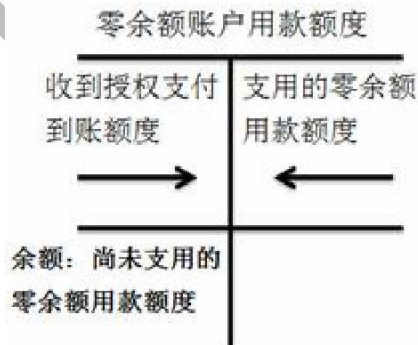 零余额账户用款额度
收到授权支付
到账额度
支用的零余额
用款额度
余额：尚未支用的
零余额用款额度